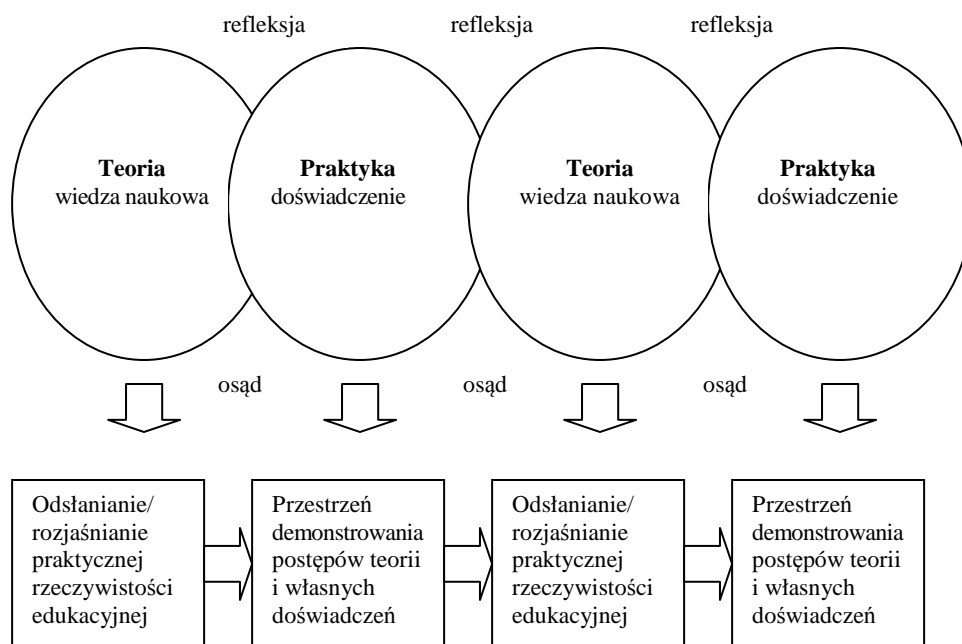 refleksja refleksja refleksja
Teoria
wiedza naukowa
Praktyka
doświadczenie
Teoria
wiedza naukowa
Praktyka
doświadczenie
osąd osąd osąd
Odsłanianie/
rozjaśnianie
praktycznej
rzeczywistości
edukacyjnej
Przestrzeń
demonstrowania
postępów teorii
i własnych
doświadczeń
Odsłanianie/
rozjaśnianie
praktycznej
rzeczywistości
edukacyjnej
Przestrzeń
demonstrowania
postępów teorii
i własnych
doświadczeń